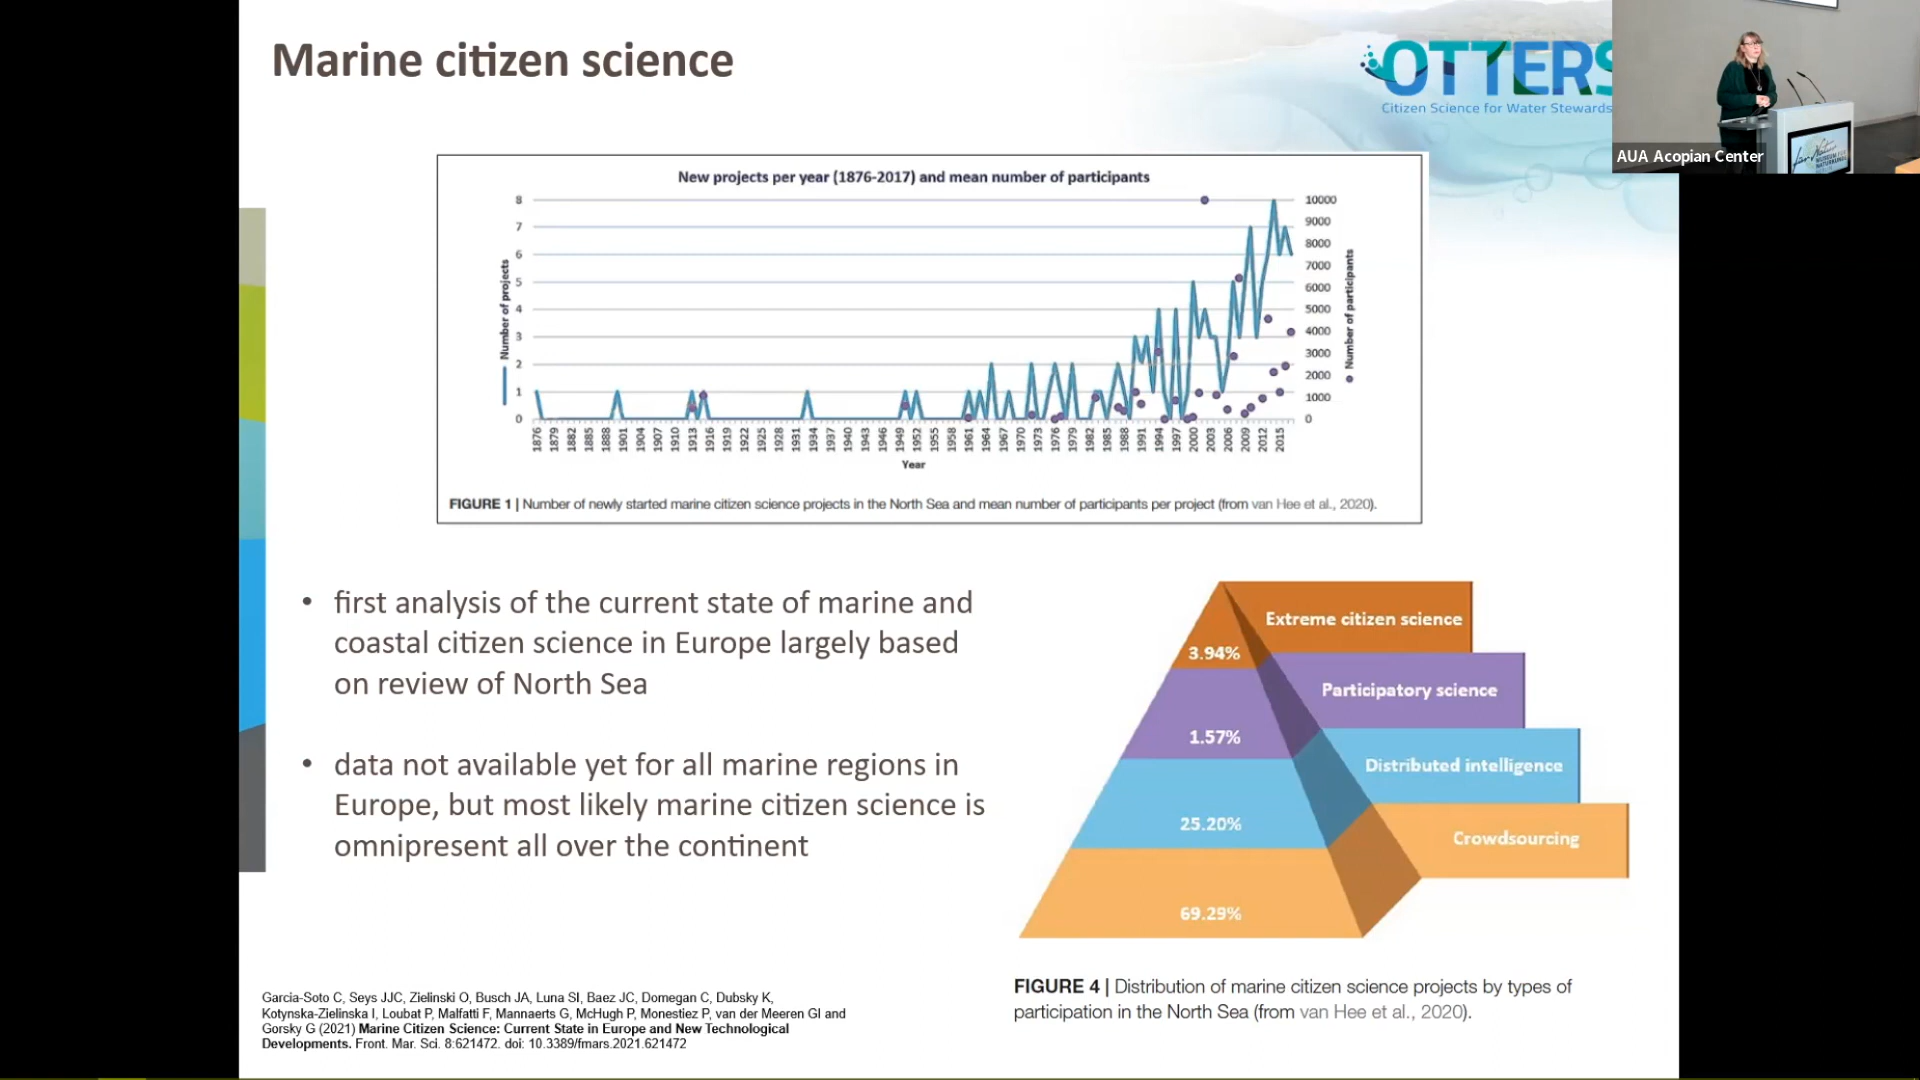 Marine citizen science
OTTERS
Citizen Science for Water Stewards
AUA Acopian Center
für Natur
MUSEUM FÜR
NATURKUNDE
New projects per year (1876-2017) and mean number of participants
Number of projects
8
7
6
5
4
3
2
1
0
10000
9000
8000
7000
6000
5000
4000
3000
2000
1000
0
Number of participants
1876 1879 1882 1885 1898 1901 1904 1907 1910 1913 1916 1919 1922 1925 1928 1931 1934 1937 1940 1943 1946 1949 1952 1955 1958 1961 1964 1967 1970 1973 1976 1979 1982 1985 1988 1991 1994 1997 2000 2003 2006 2009 2012 2015
Year
FIGURE 1 | Number of newly started marine citizen science projects in the North Sea and mean number of participants per project (from van Hee et al., 2020).
• first analysis of the current state of marine and
coastal citizen science in Europe largely based
on review of North Sea
• data not available yet for all marine regions in
Europe, but most likely marine citizen science is
omnipresent all over the continent
Extreme citizen science
3.94%
Participatory science
1.57%
Distributed intelligence
25.20%
Crowdsourcing
69.29%
FIGURE 4 | Distribution of marine citizen science projects by types of
participation in the North Sea (from van Hee et al., 2020).
Garcia-Soto C, Seys JJC, Zielinski O, Busch JA, Luna SI, Baez JC, Domegan C, Dubsky K,
Kotynska-Zielinska I, Loubat P, Malfatti F, Mannaerts G, McHugh P, Monestiez P, van der Meeren GI and
Gorsky G (2021) Marine Citizen Science: Current State in Europe and New Technological
Developments. Front. Mar. Sci. 8:621472. doi: 10.3389/fmars.2021.621472